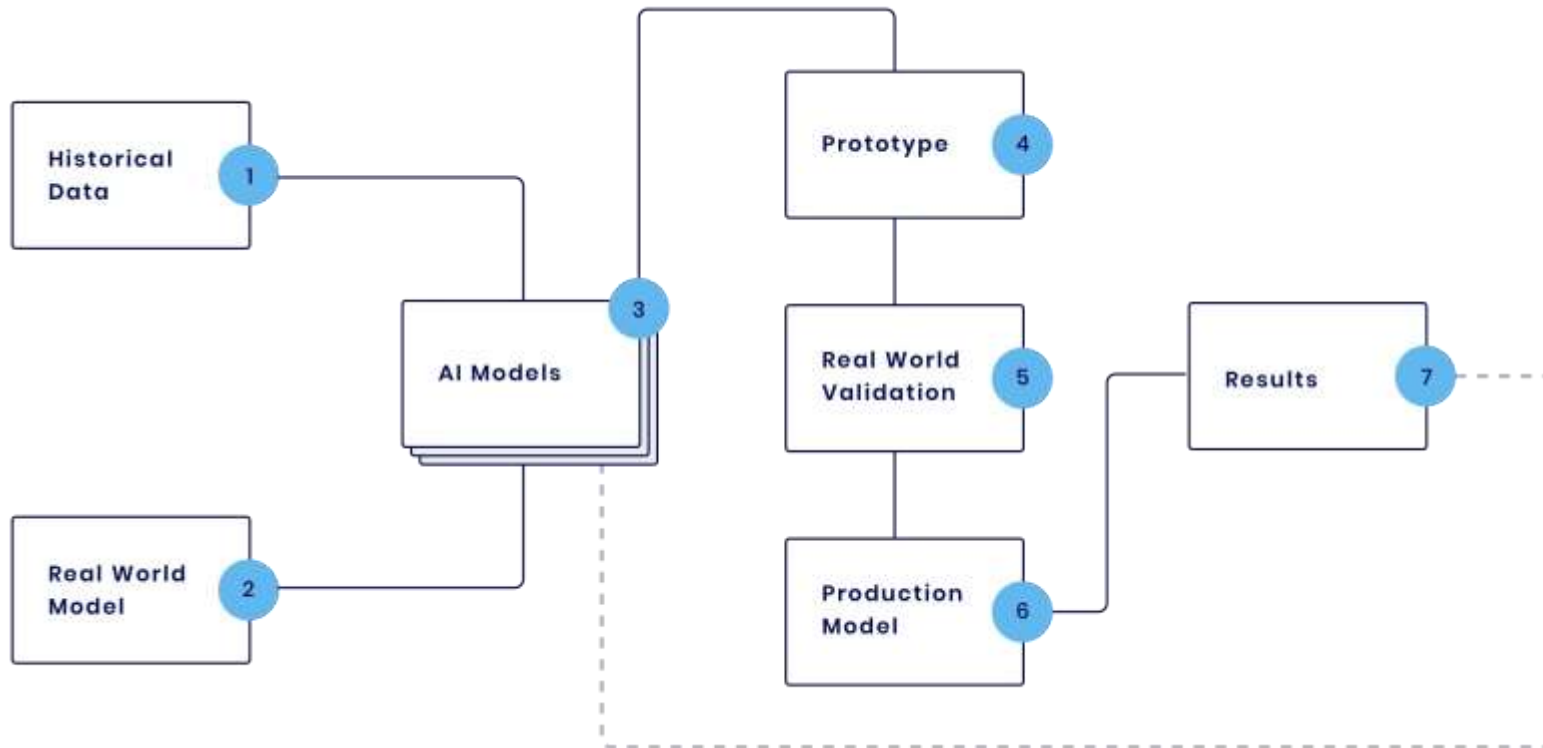 Historical
Data
1
Real World
Model
2
AI Models
3
Prototype
4
Real World
Validation
5
Production
Model
6
Results
7